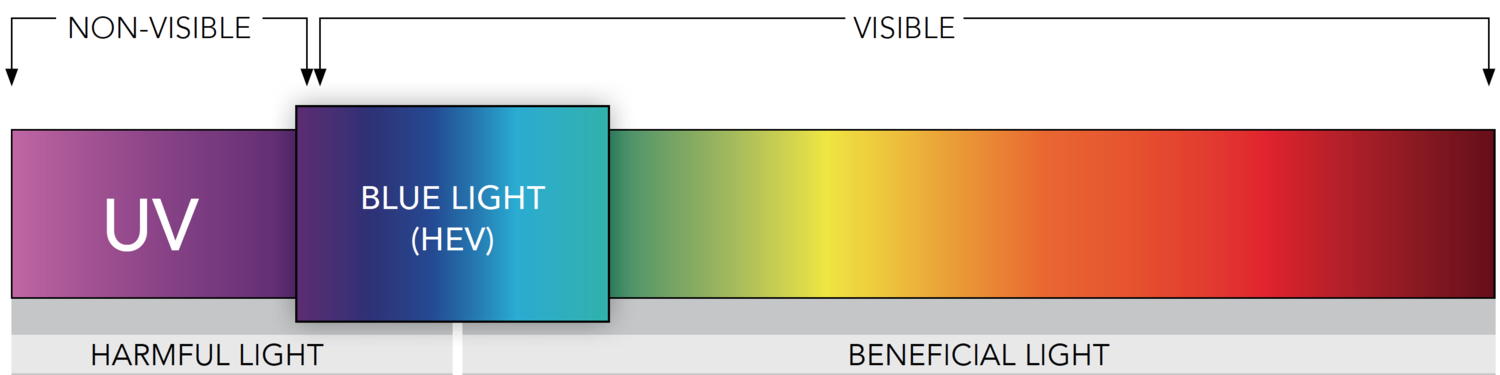 NON-VISIBLE
VISIBLE
UV
BLUE LIGHT
(HEV)
HARMFUL LIGHT
BENEFICIAL LIGHT